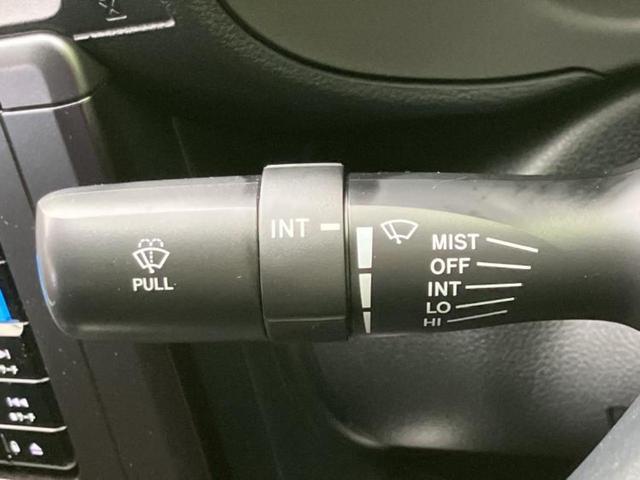 PULL
INT
MIST
OFF
INT
LO
HI